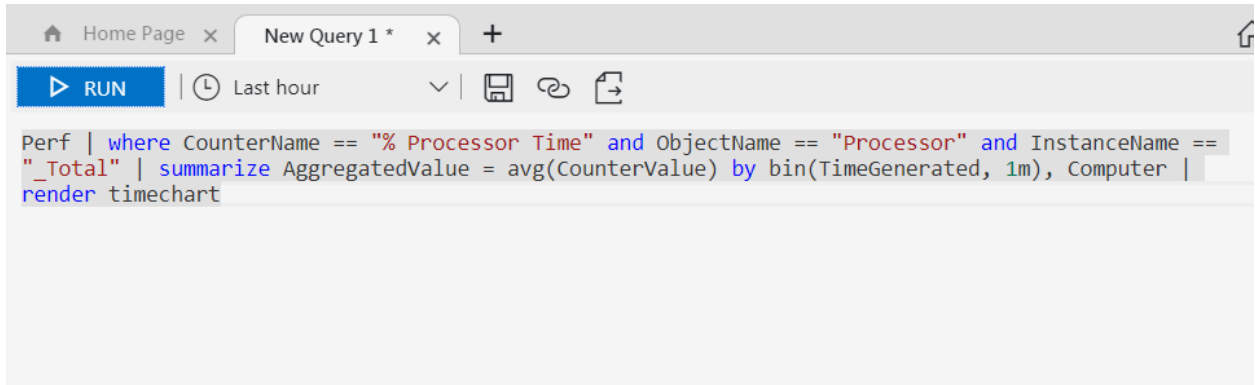 Home Page
New Query 1 *
RUN
Last hour
Perf | where CounterName == "% Processor Time" and ObjectName == "Processor" and InstanceName ==
"_Total" | summarize AggregatedValue = avg(CounterValue) by bin(TimeGenerated, 1m), Computer |
render timechart